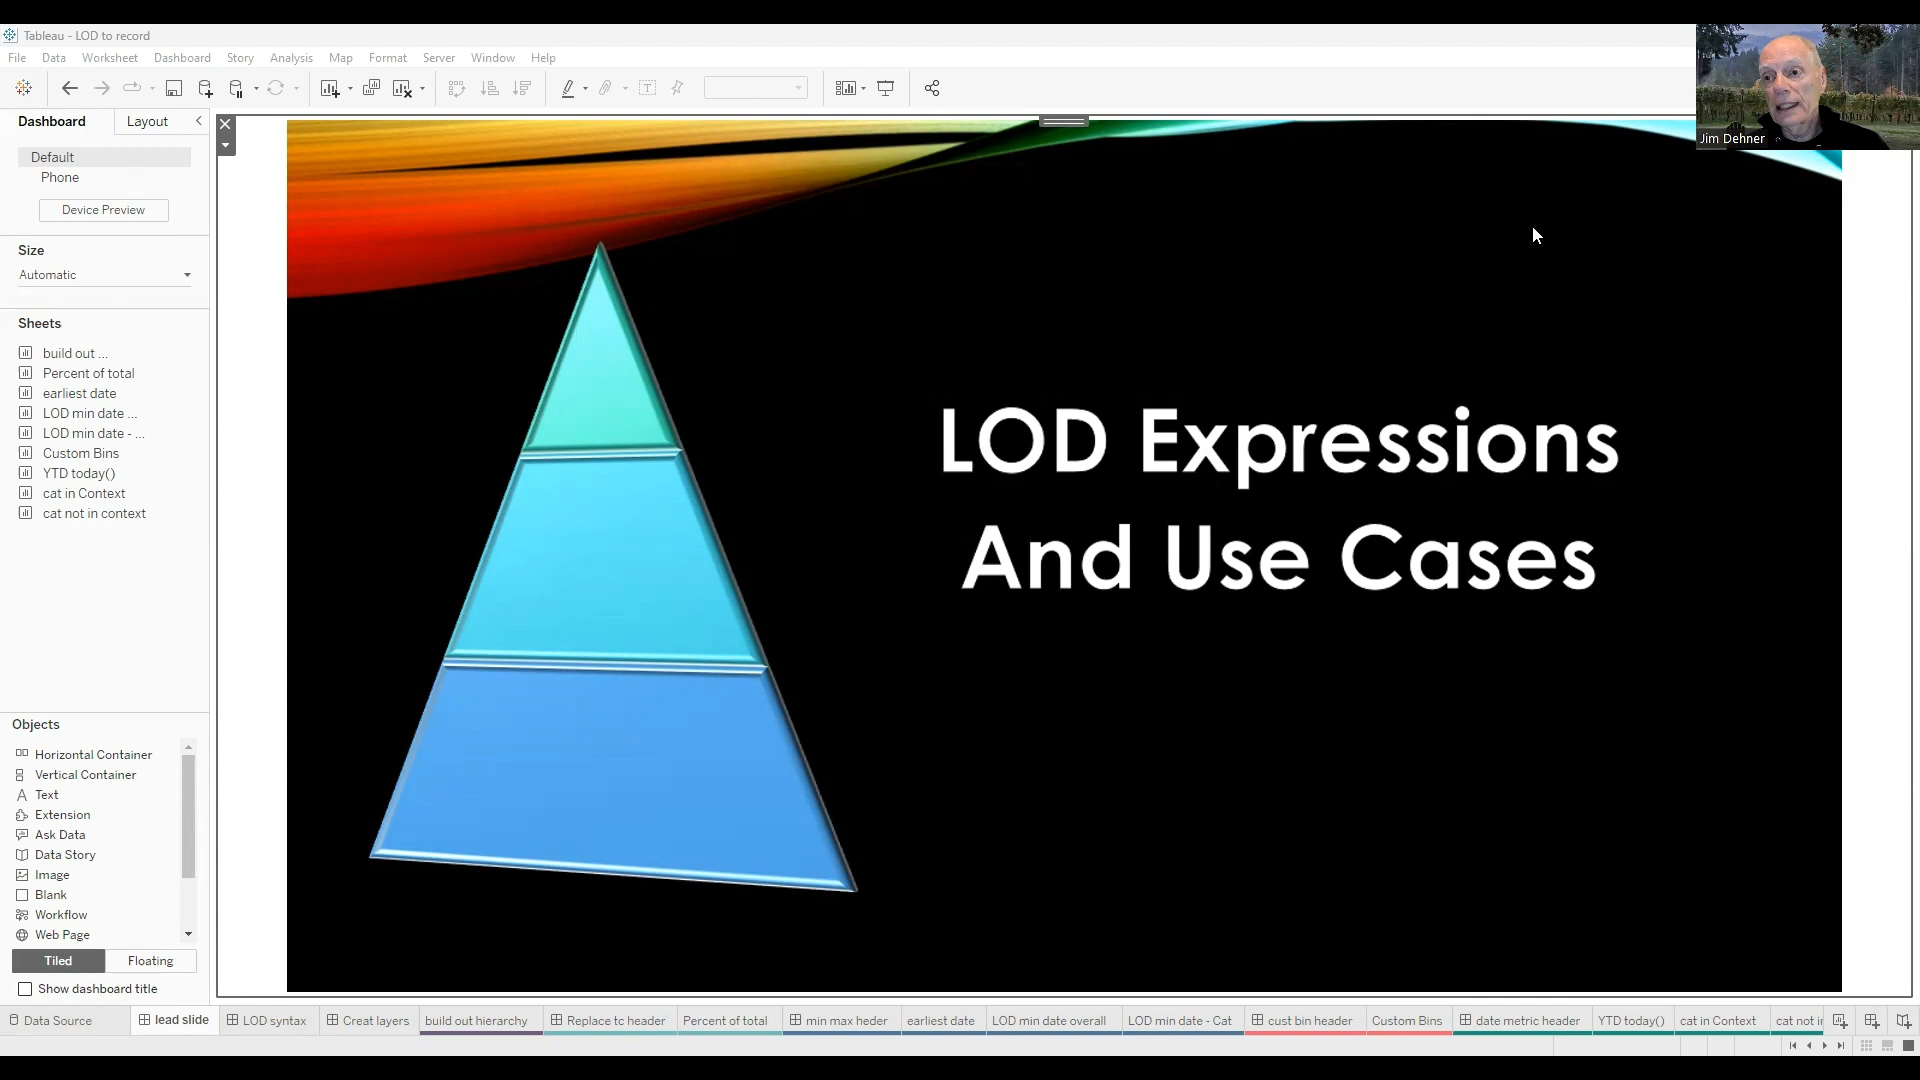 Tableau - LOD to record
File Data Worksheet Dashboard Story Analysis Map Format Server Window Help
Jim Dehner
Dashboard Layout
Default
Phone
Device Preview
Size
Automatic
Sheets
build out ...
Percent of total
earliest date
LOD min date ...
LOD min date - ...
Custom Bins
YTD today()
cat in Context
cat not in context
LOD Expressions
And Use Cases
Objects
Horizontal Container
Vertical Container
Text
Extension
Ask Data
Data Story
Image
Blank
Workflow
Web Page
Tiled Floating
Show dashboard title
Data Source lead slide LOD syntax Creat layers build out hierarchy Replace tc header Percent of total min max heder earliest date LOD min date overall LOD min date - Cat cust bin header Custom Bins date metric header YTD today() cat in Context cat not i